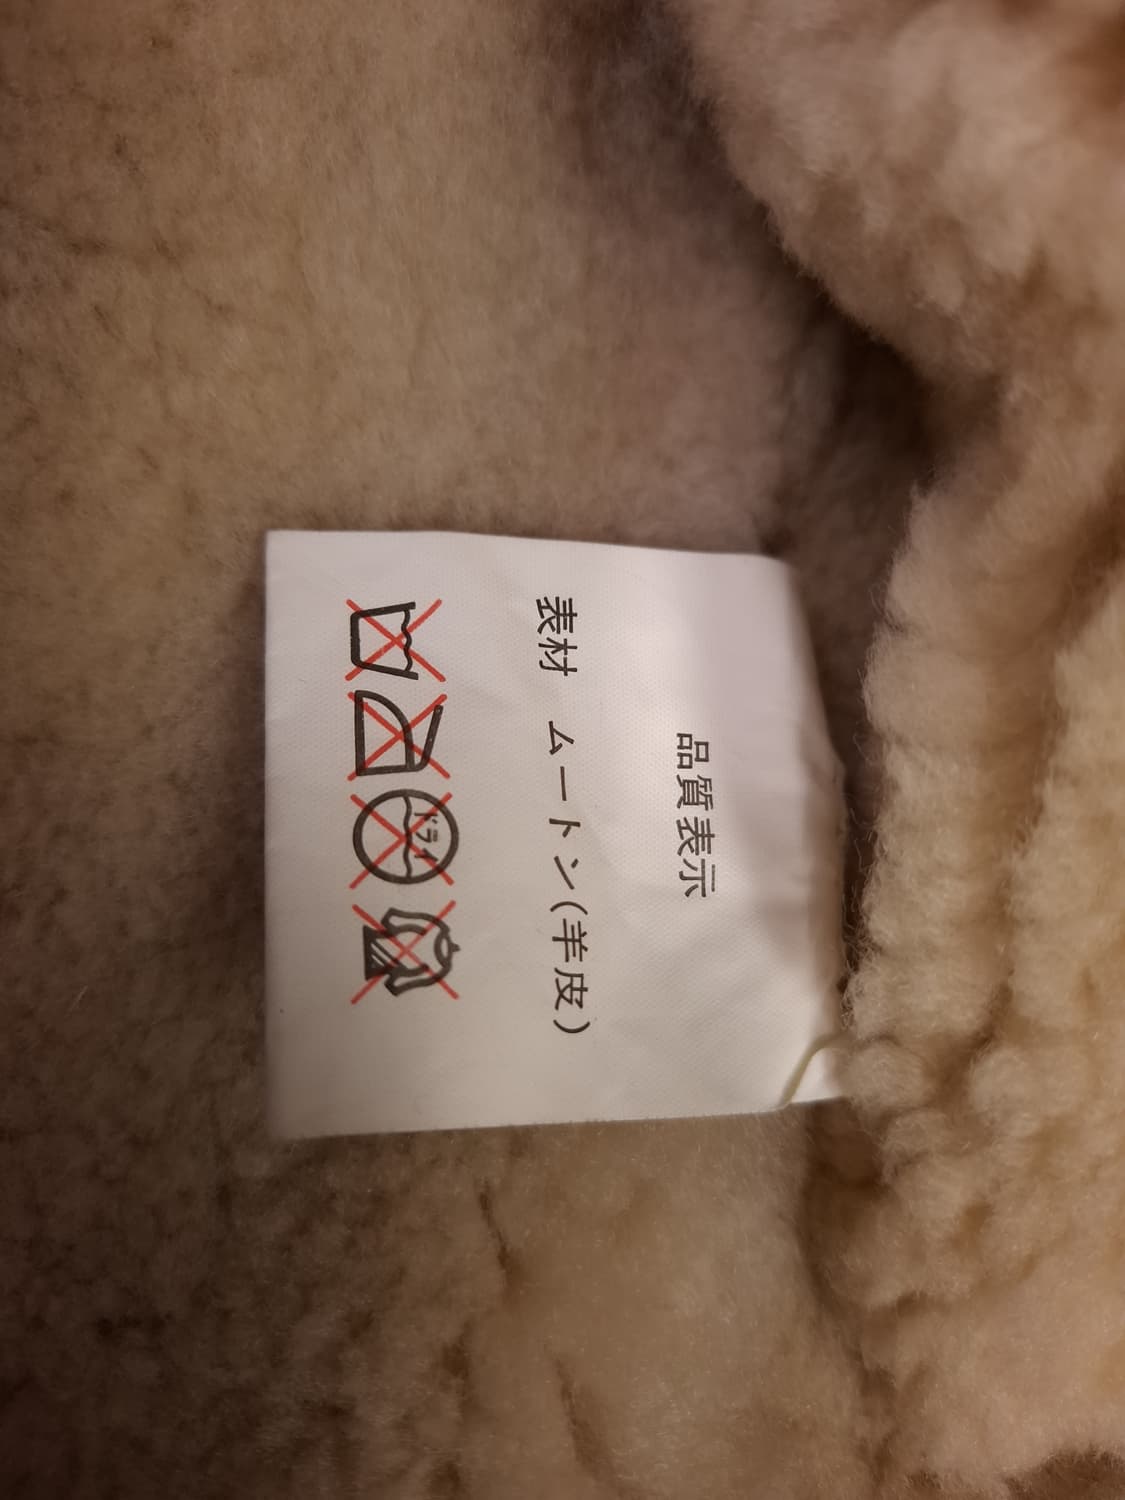 品質表示
表材 ムートン(羊皮)
ドライ